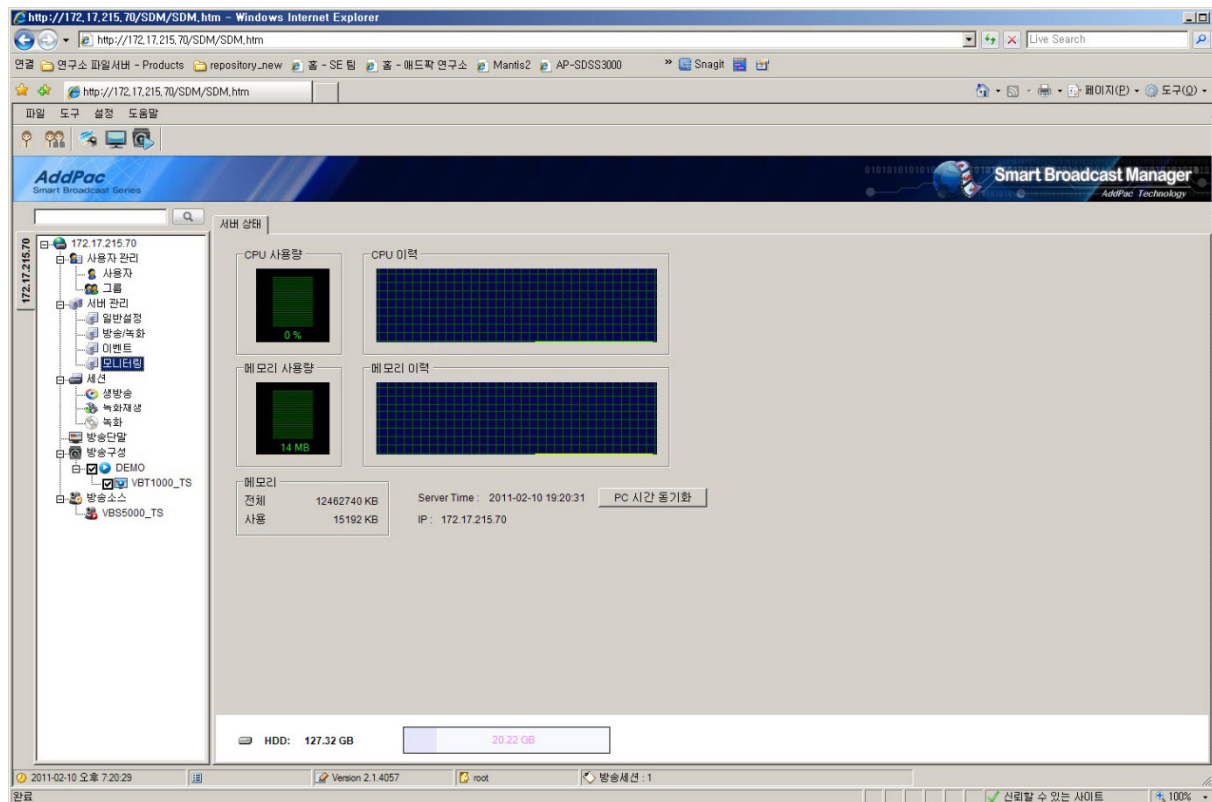 http://172.17.215.70/SDM/SDM.htm - Windows Internet Explorer
http://172.17.215.70/SDM/SDM.htm
Live Search
연결 연구소 파일서버 - Products repository_new 홈 - SE 팀 홈 - 애드팍 연구소 Mantis2 AP-SDSS3000 » Snagit
http://172.17.215.70/SDM/SDM.htm
페이지(P) 도구(O)
파일 도구 설정 도움말
AddPac
Smart Broadcast Series
Smart Broadcast Manager
AddPac Technology
172.17.215.70
172.17.215.70
사용자 관리
사용자
그룹
서버 관리
일반설정
방송/녹화
이벤트
모니터링
세션
생방송
녹화재생
녹화
방송단말
방송구성
DEMO
VBT1000_TS
방송소스
VBS5000_TS
서버 상태
CPU 사용량
0 %
CPU 이력
메모리 사용량
14 MB
메모리 이력
메모리
전체 12462740 KB
사용 15192 KB
Server Time : 2011-02-10 19:20:31 PC 시간 동기화
IP : 172.17.215.70
HDD: 127.32 GB 20.22 GB
2011-02-10 오후 7:20:29 Version 2.1.4057 root 방송세션 : 1
완료 신뢰할 수 있는 사이트 100%